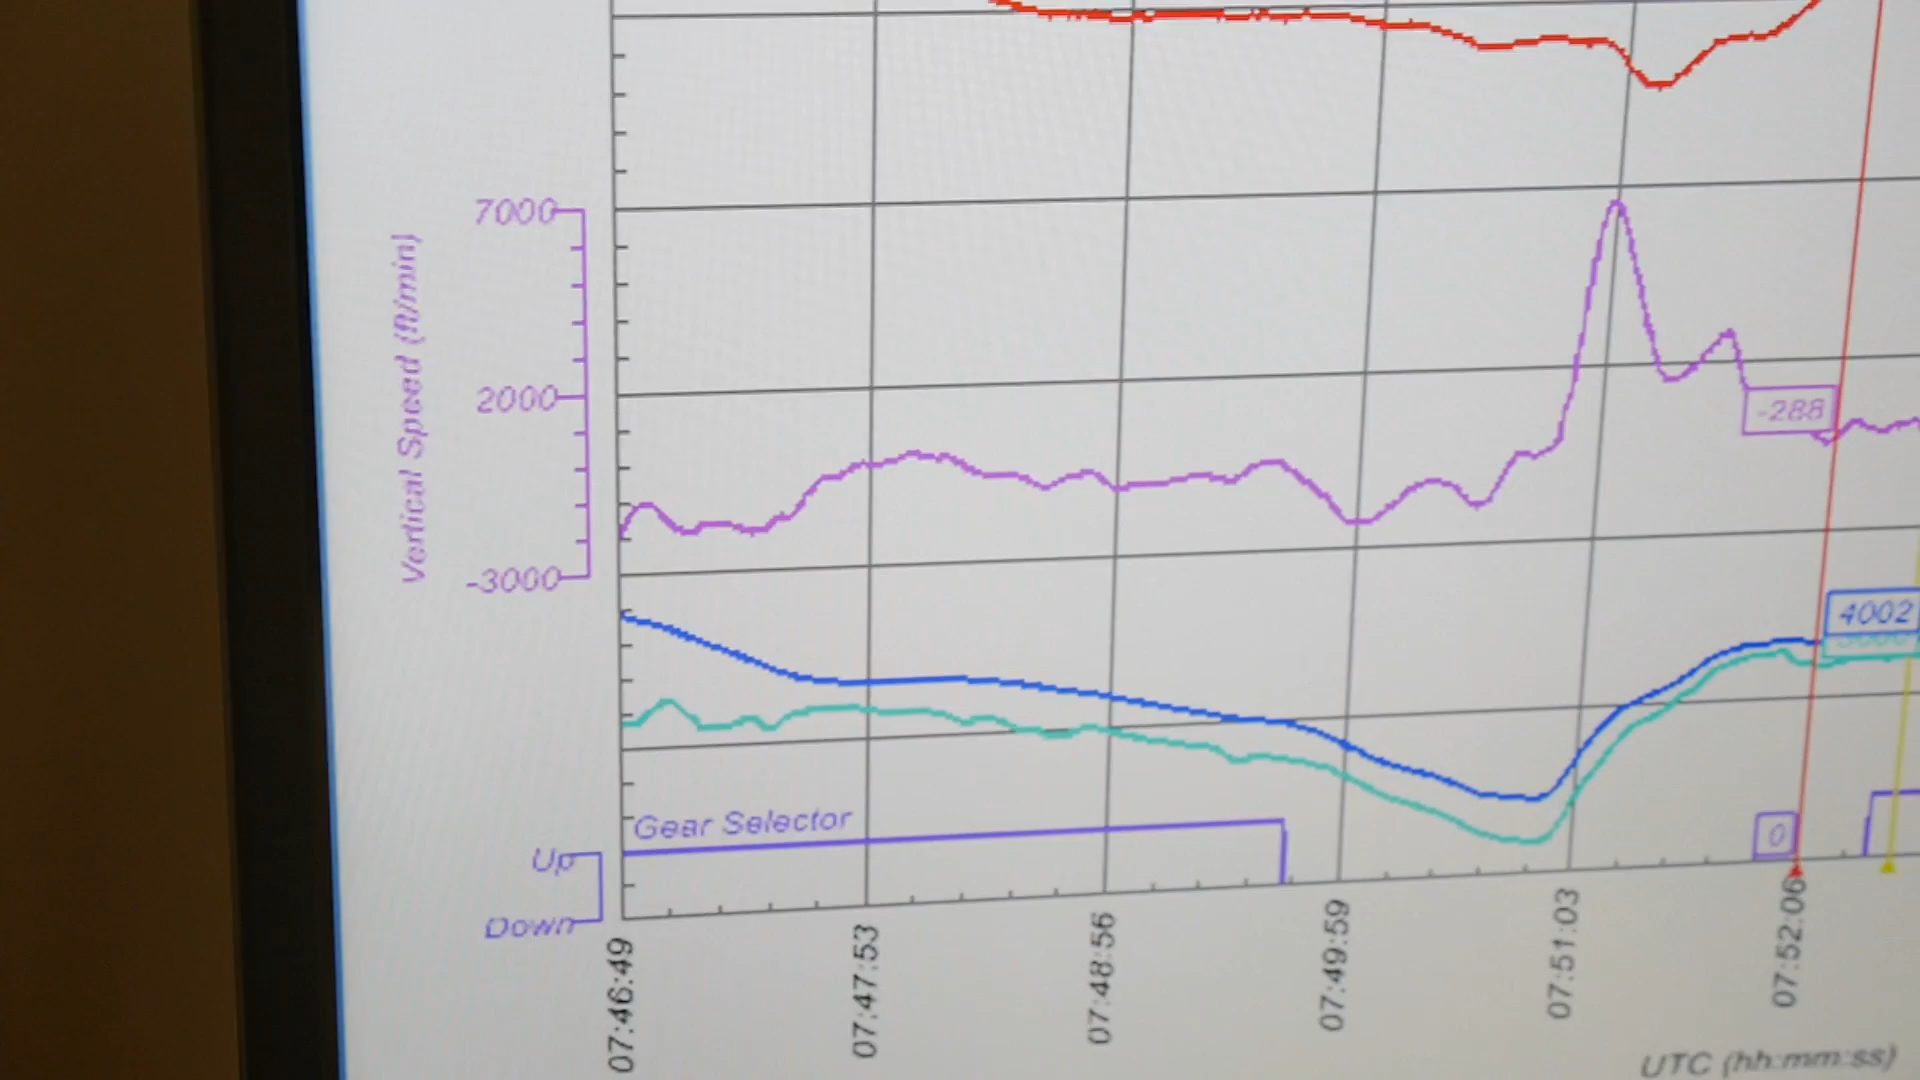 7000
Vertical Speed (ft/min)
2000
-288
-3000
4002
Gear Selector
Up
0
Down
07:46:49
07:47:53
07:48:56
07:49:59
07:51:03
07:52:06
UTC (hh:mm:ss)